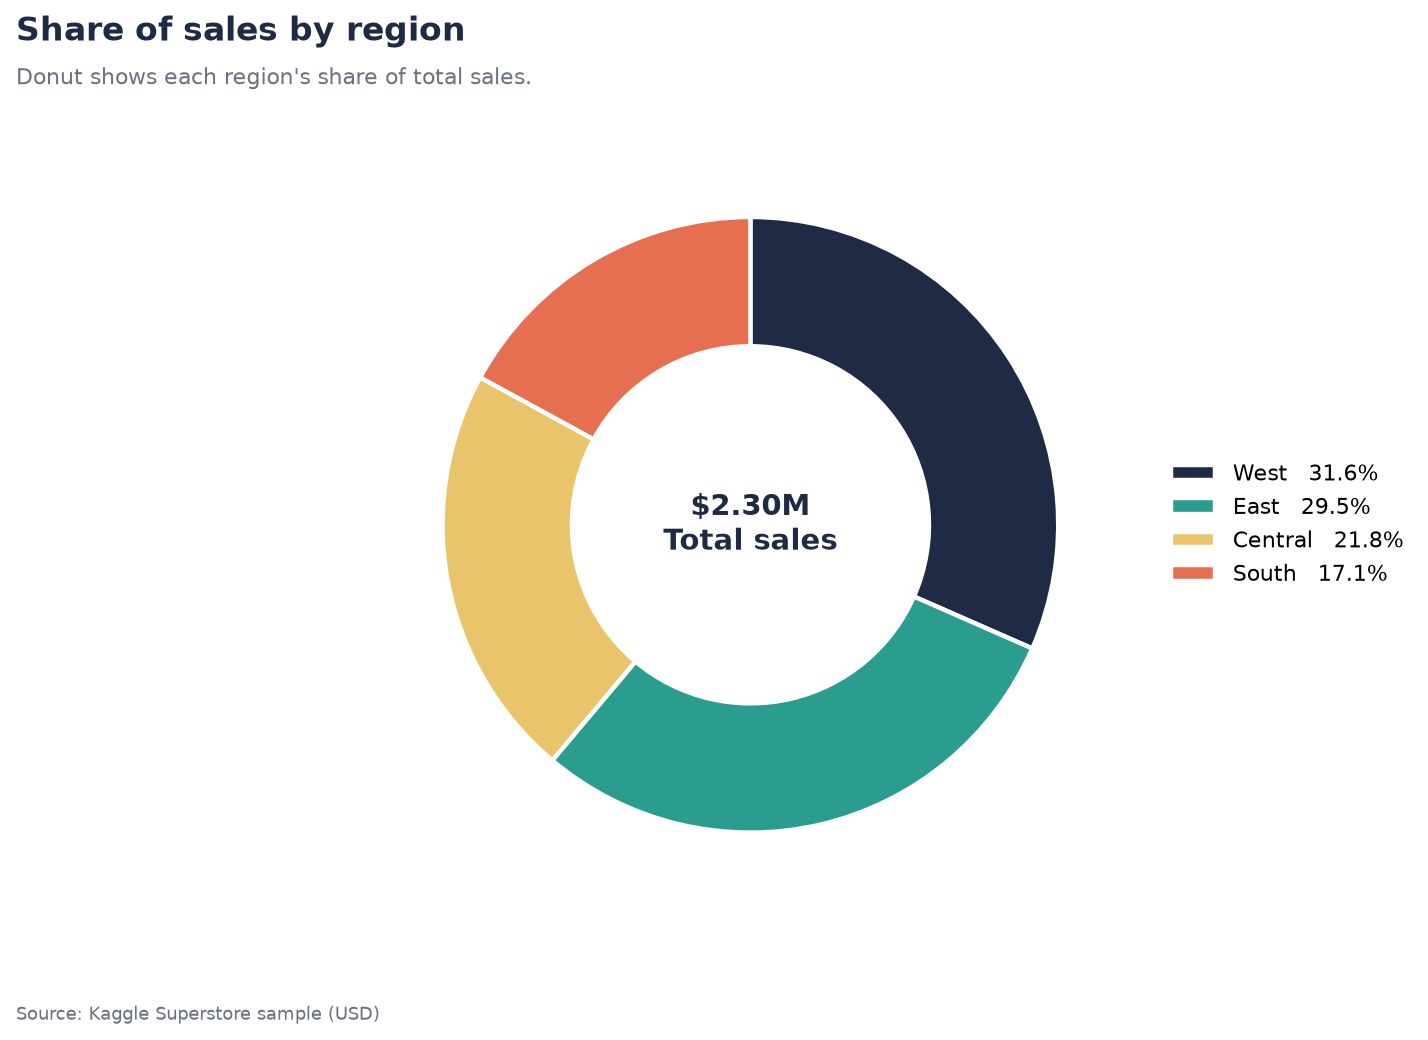 Share of sales by region
Donut shows each region's share of total sales.
$2.30M
Total sales
West 31.6%
East 29.5%
Central 21.8%
South 17.1%
Source: Kaggle Superstore sample (USD)